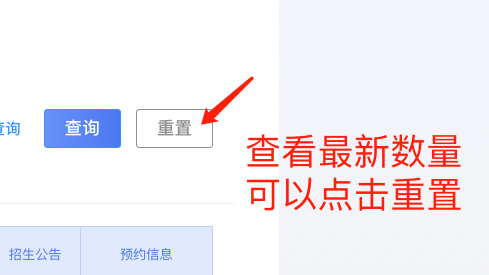 查询
查询
重置
查看最新数量
可以点击重置
招生公告
预约信息